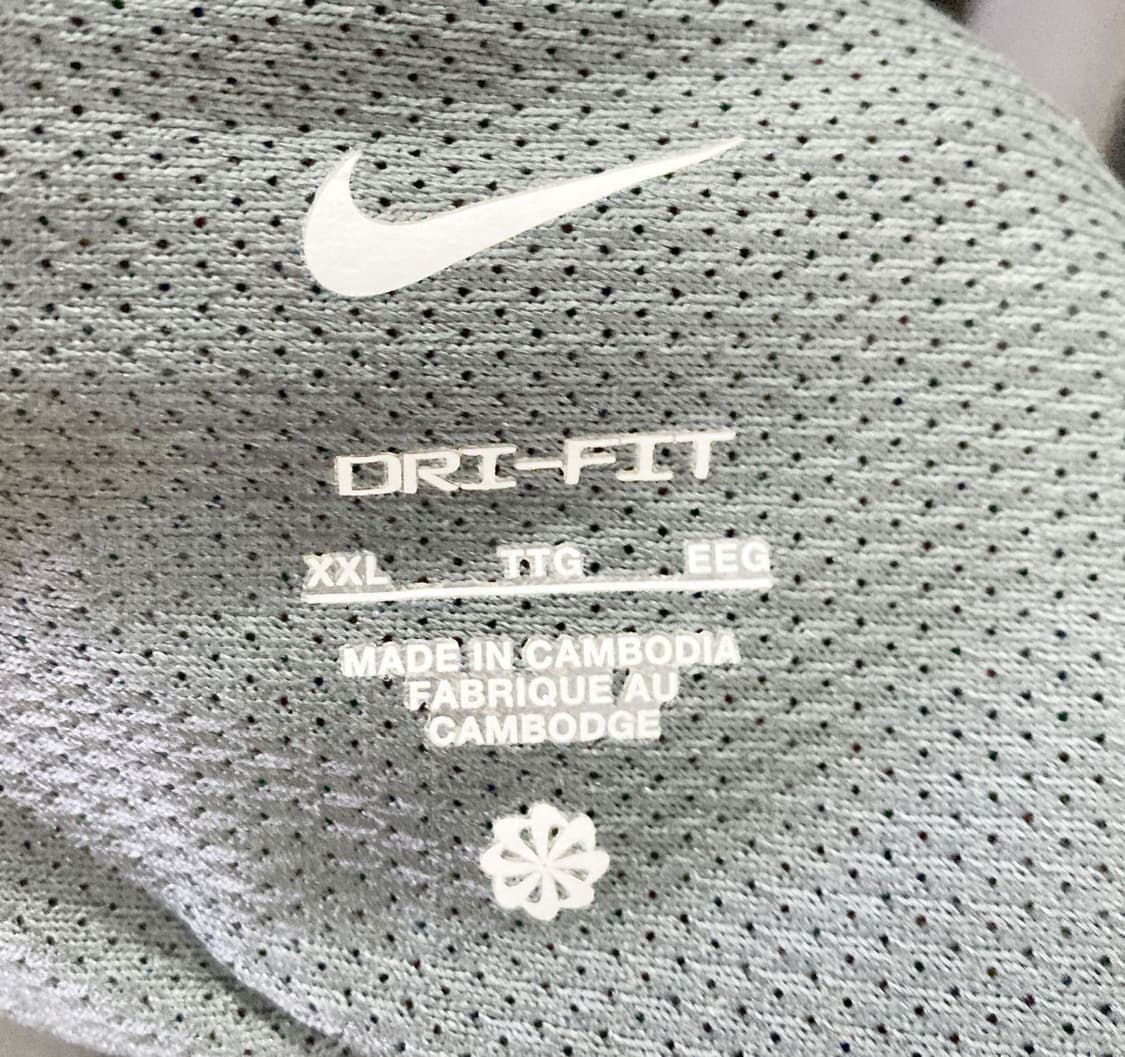 DRI-FIT
XXL TTG EEG
MADE IN CAMBODIA
FABRIQUE AU
CAMBODGE